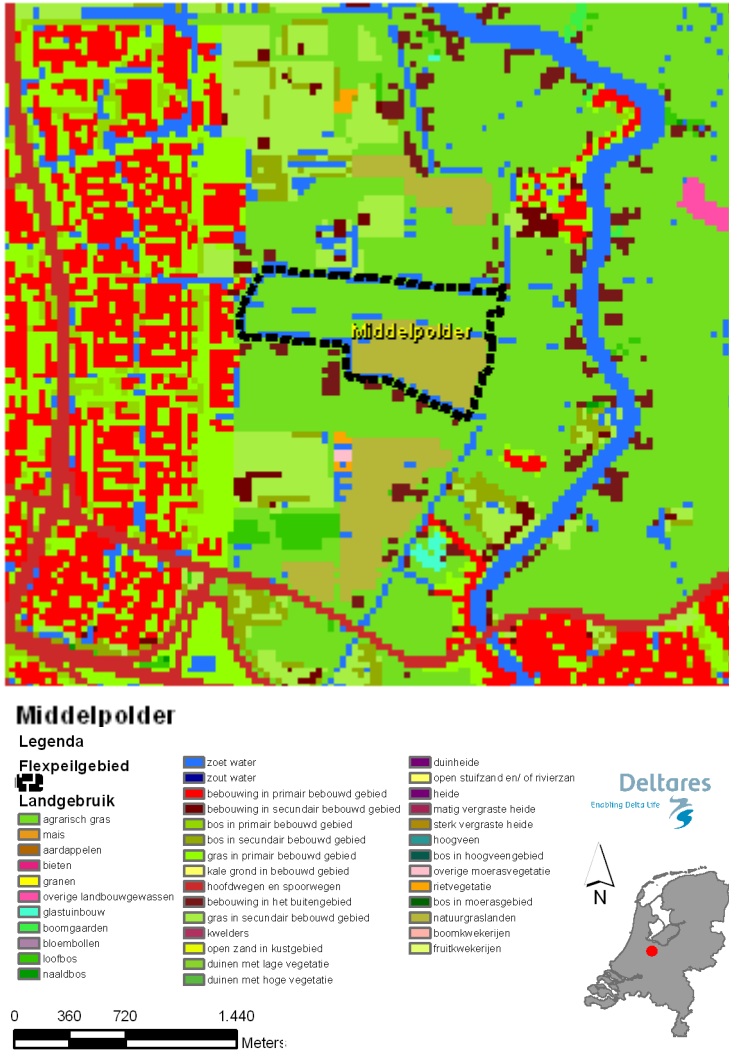 Middelpolder
Middelpolder
Legenda
Flexpeilgebied
Landgebruik
agrarisch gras
mais
aardappelen
bieten
granen
overige landbouwgewassen
glastuinbouw
boomgaarden
bloembollen
loofbos
naaldbos
zoet water
zout water
bebouwing in primair bebouwd gebied
bebouwing in secundair bebouwd gebied
bos in primair bebouwd gebied
bos in secundair bebouwd gebied
gras in primair bebouwd gebied
kale grond in bebouwd gebied
hoofdwegen en spoorwegen
bebouwing in het buitengebied
gras in secundair bebouwd gebied
kwelders
open zand in kustgebied
duinen met lage vegetatie
duinen met hoge vegetatie
duinheide
open stuifzand en/ of rivierzan
heide
matig vergraste heide
sterk vergraste heide
hoogveen
bos in hoogveengebied
overige moerasvegetatie
rietvegetatie
bos in moerasgebied
natuurgraslanden
boomkwekerijen
fruitkwekerijen
Deltares
Enabling Delta Life
N
0 360 720 1.440
Meters